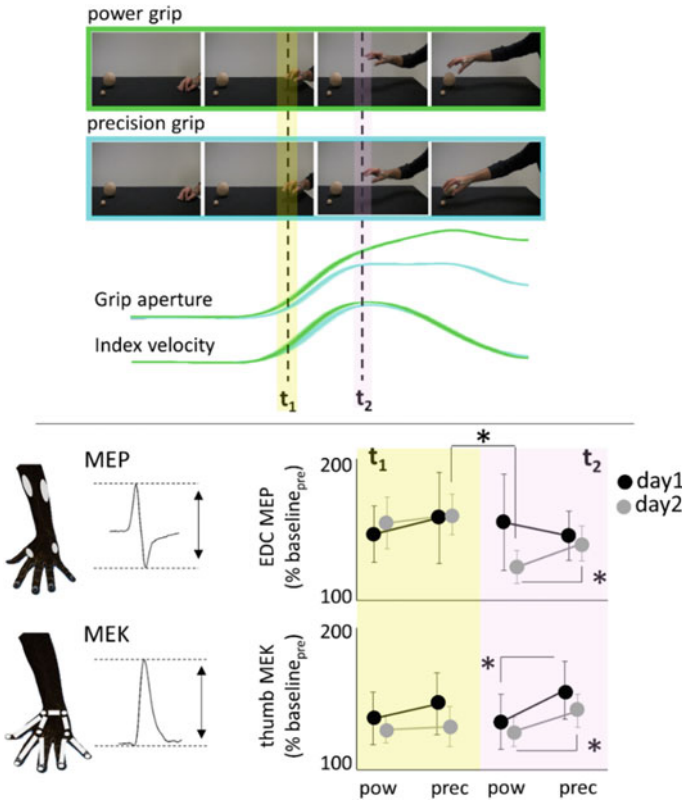 power grip
precision grip
Grip aperture
Index velocity
t1
t2
MEP
EDC MEP
(% baselinepre)
200
100
t1
*
t2
*
day1
day2
MEK
thumb MEK
(% baselinepre)
200
100
*
*
pow
prec
pow
prec